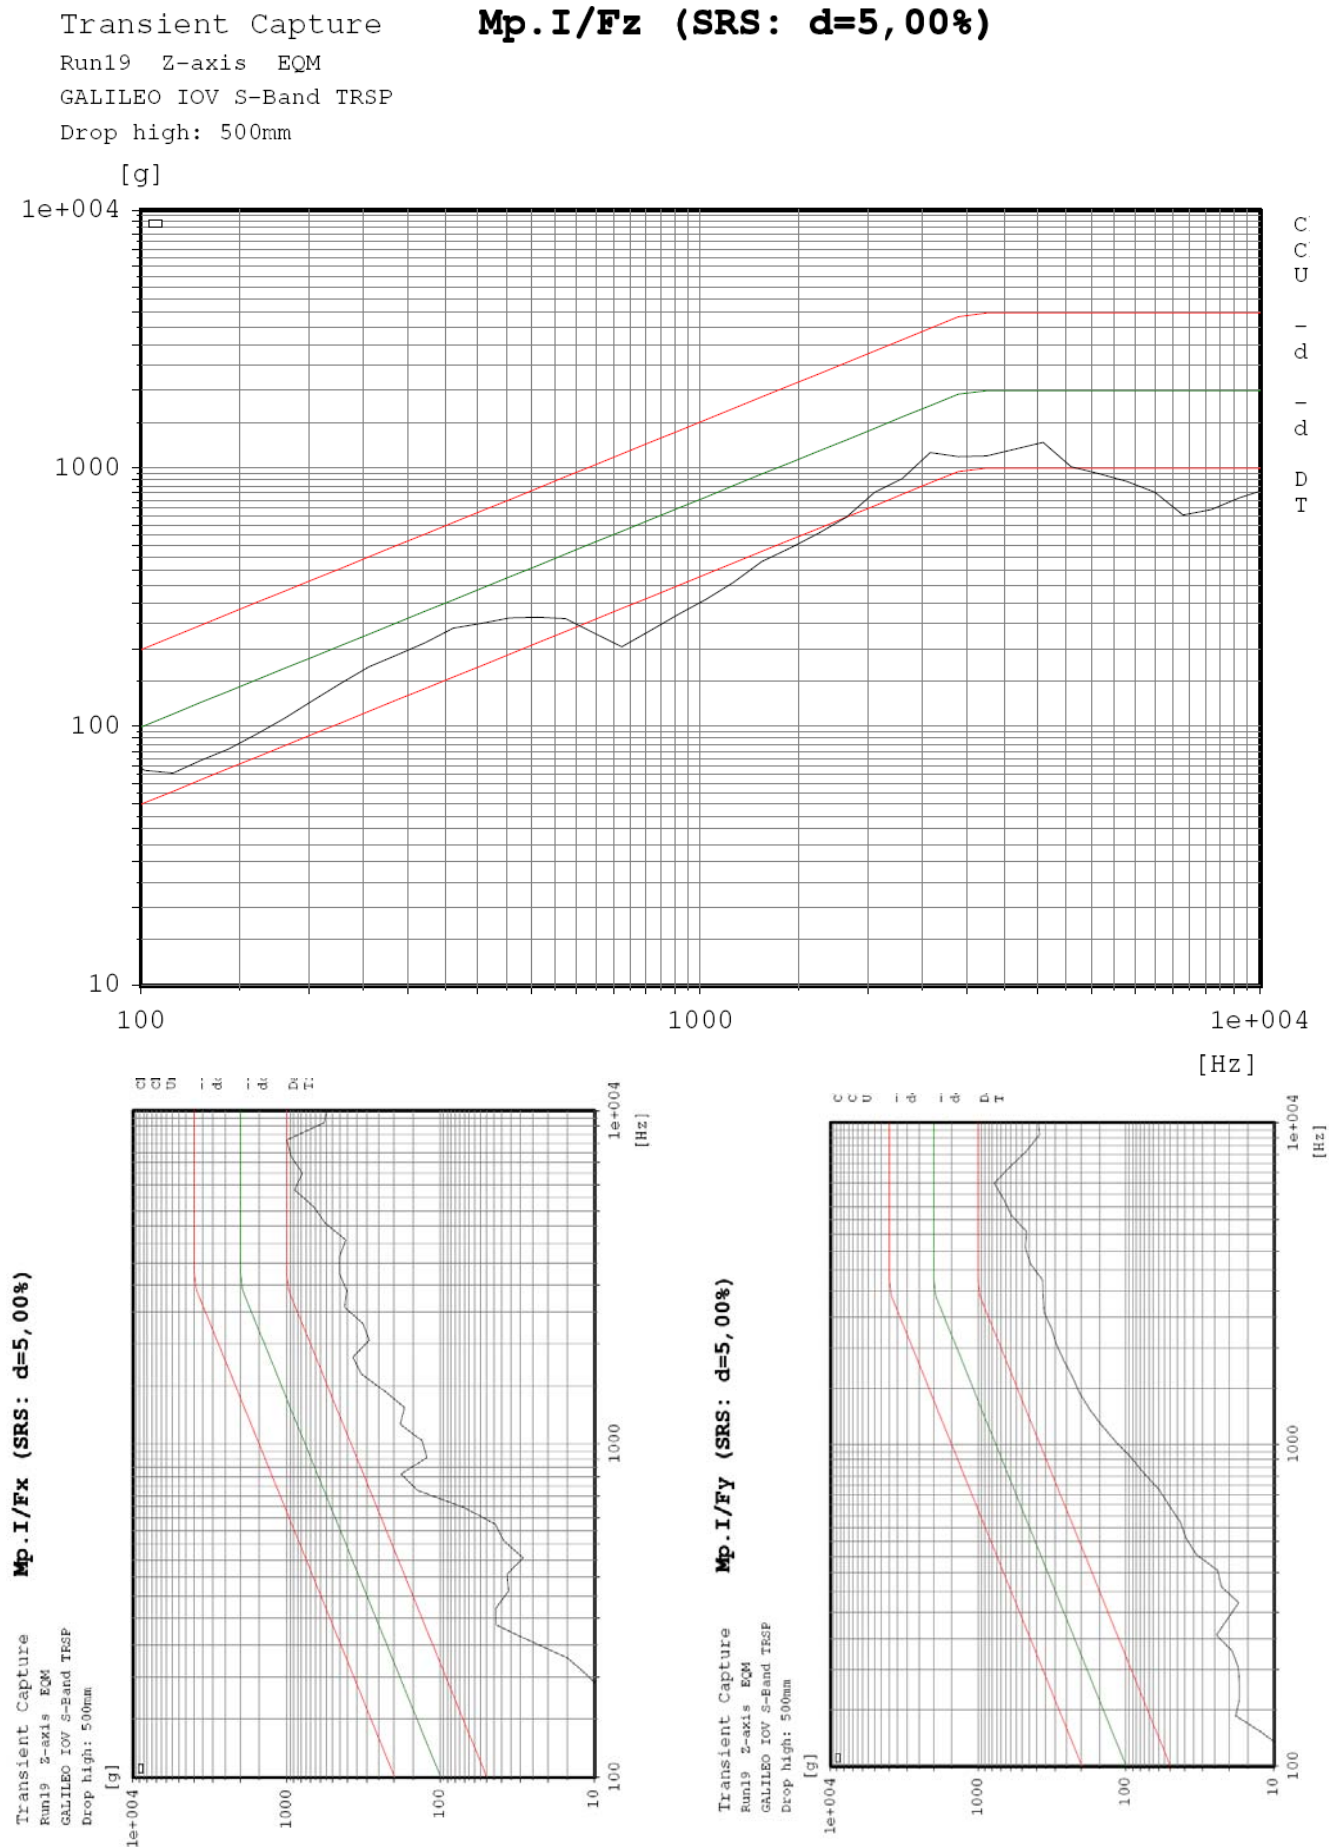 Transient Capture Mp.I/Fz (SRS: d=5,00%)
Run19 Z-axis EQM
GALILEO IOV S-Band TRSP
Drop high: 500mm
[g]
1e+004
1000
100
10
100 1000 1e+004
[Hz]
C
C
U
-
d
-
d
D
T
Transient Capture Mp.I/Fx (SRS: d=5,00%)
Run19 Z-axis EQM
GALILEO IOV S-Band TRSP
Drop high: 500mm
[g]
1e+004
1000
100
10
100 1000 1e+004
[Hz]
Transient Capture Mp.I/Fy (SRS: d=5,00%)
Run19 Z-axis EQM
GALILEO IOV S-Band TRSP
Drop high: 500mm
[g]
1e+004
1000
100
10
100 1000 1e+004
[Hz]
C
C
U
-
d
-
d
D
T